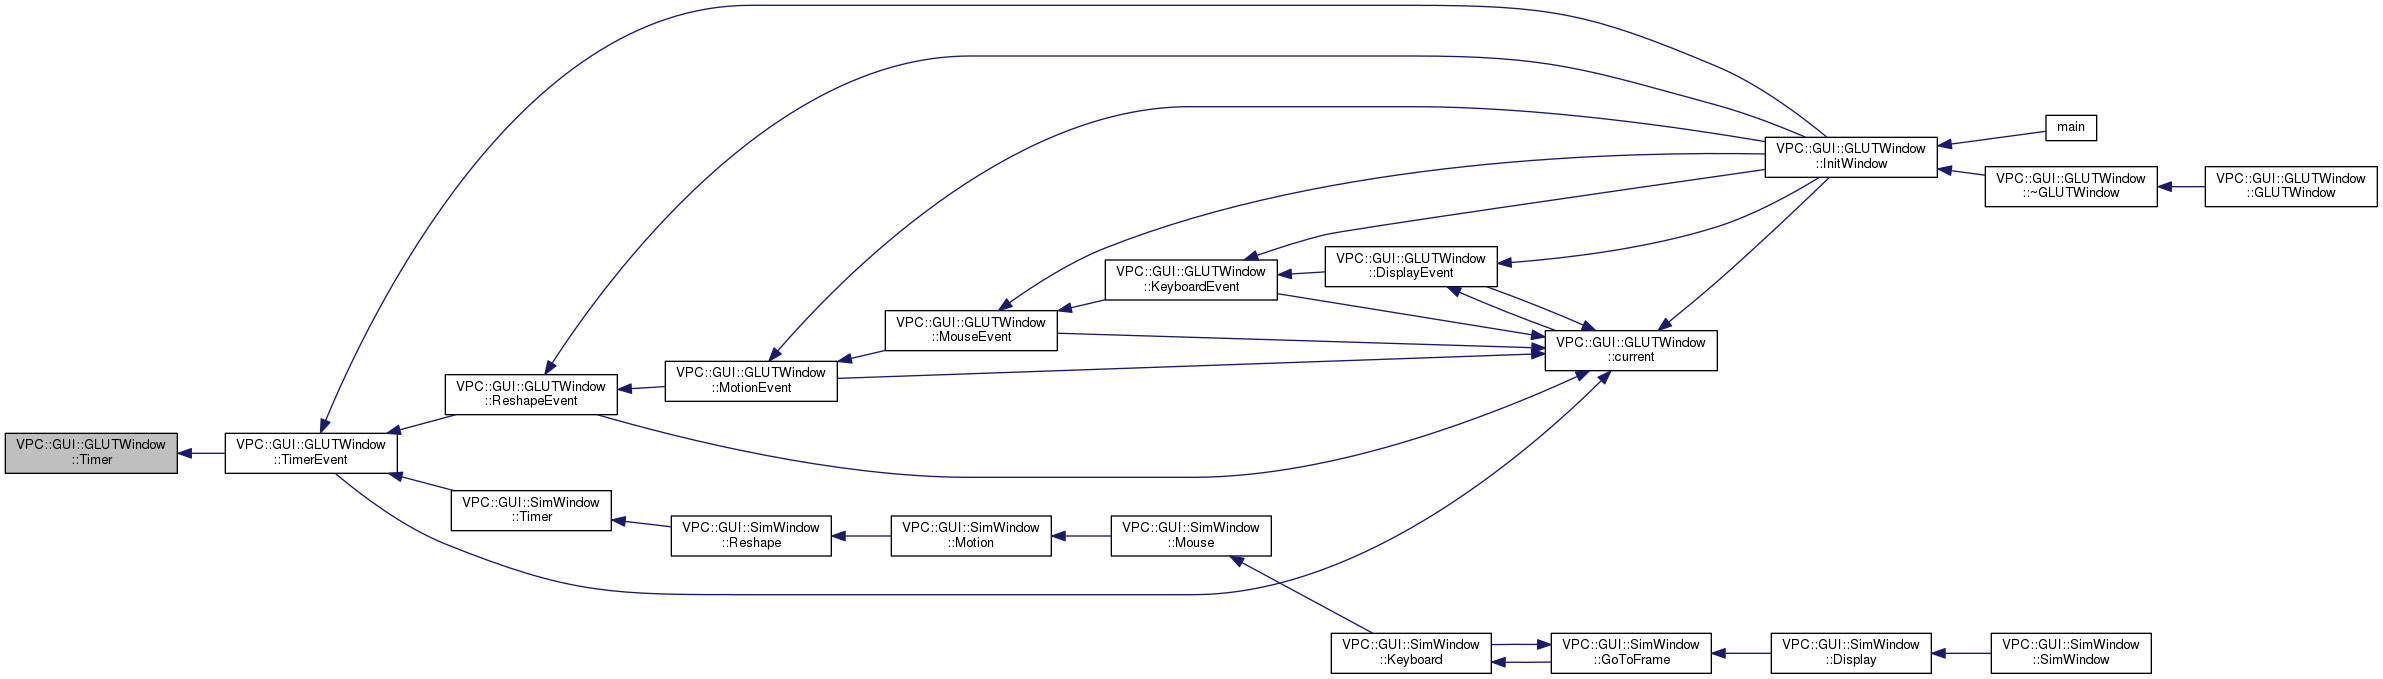 main
VPC::GUI::GLUTWindow
::InitWindow
VPC::GUI::GLUTWindow
::~GLUTWindow
VPC::GUI::GLUTWindow
::GLUTWindow
VPC::GUI::GLUTWindow
::DisplayEvent
VPC::GUI::GLUTWindow
::KeyboardEvent
VPC::GUI::GLUTWindow
::MouseEvent
VPC::GUI::GLUTWindow
::current
VPC::GUI::GLUTWindow
::MotionEvent
VPC::GUI::GLUTWindow
::ReshapeEvent
VPC::GUI::GLUTWindow
::Timer
VPC::GUI::GLUTWindow
::TimerEvent
VPC::GUI::SimWindow
::Timer
VPC::GUI::SimWindow
::Reshape
VPC::GUI::SimWindow
::Motion
VPC::GUI::SimWindow
::Mouse
VPC::GUI::SimWindow
::Keyboard
VPC::GUI::SimWindow
::GoToFrame
VPC::GUI::SimWindow
::Display
VPC::GUI::SimWindow
::SimWindow